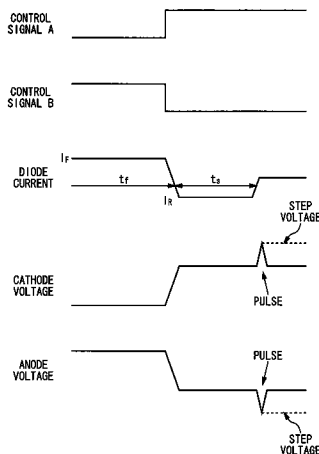 CONTROL
SIGNAL A
CONTROL
SIGNAL B
DIODE
CURRENT
IF
tf
ts
IR
STEP
VOLTAGE
CATHODE
VOLTAGE
PULSE
ANODE
VOLTAGE
PULSE
STEP
VOLTAGE